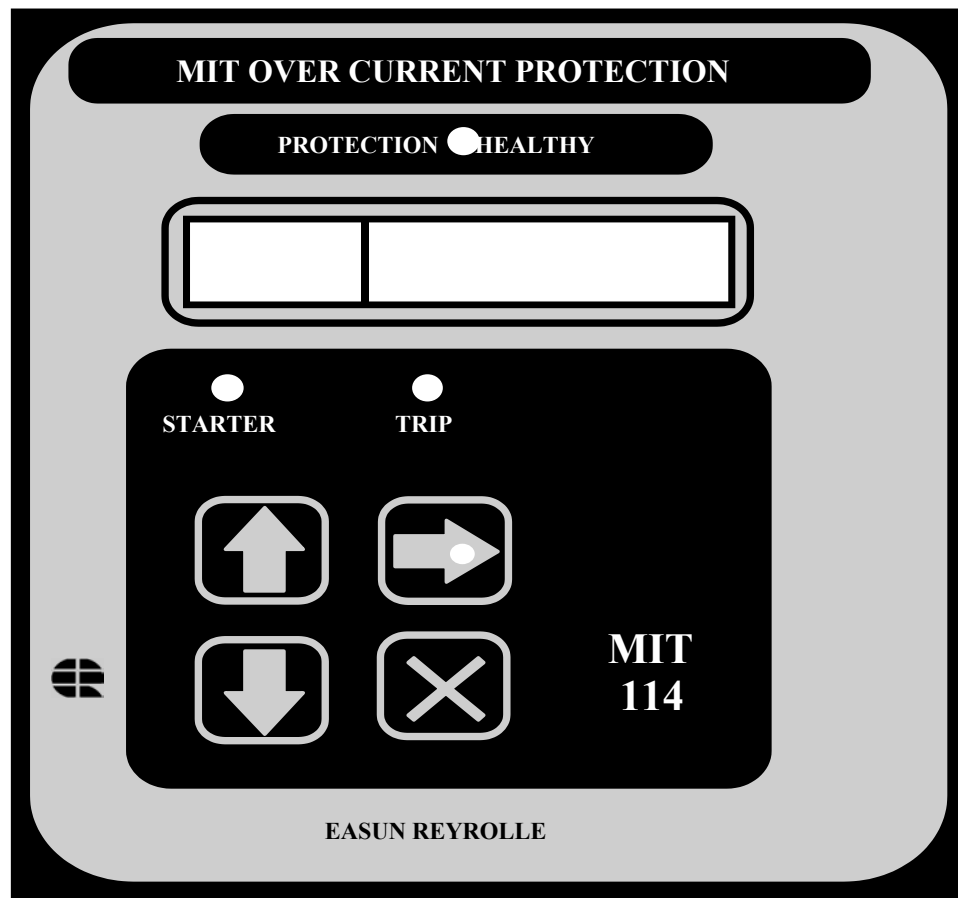 MIT OVER CURRENT PROTECTION
PROTECTION HEALTHY
STARTER TRIP
MIT
114
EASUN REYROLLE